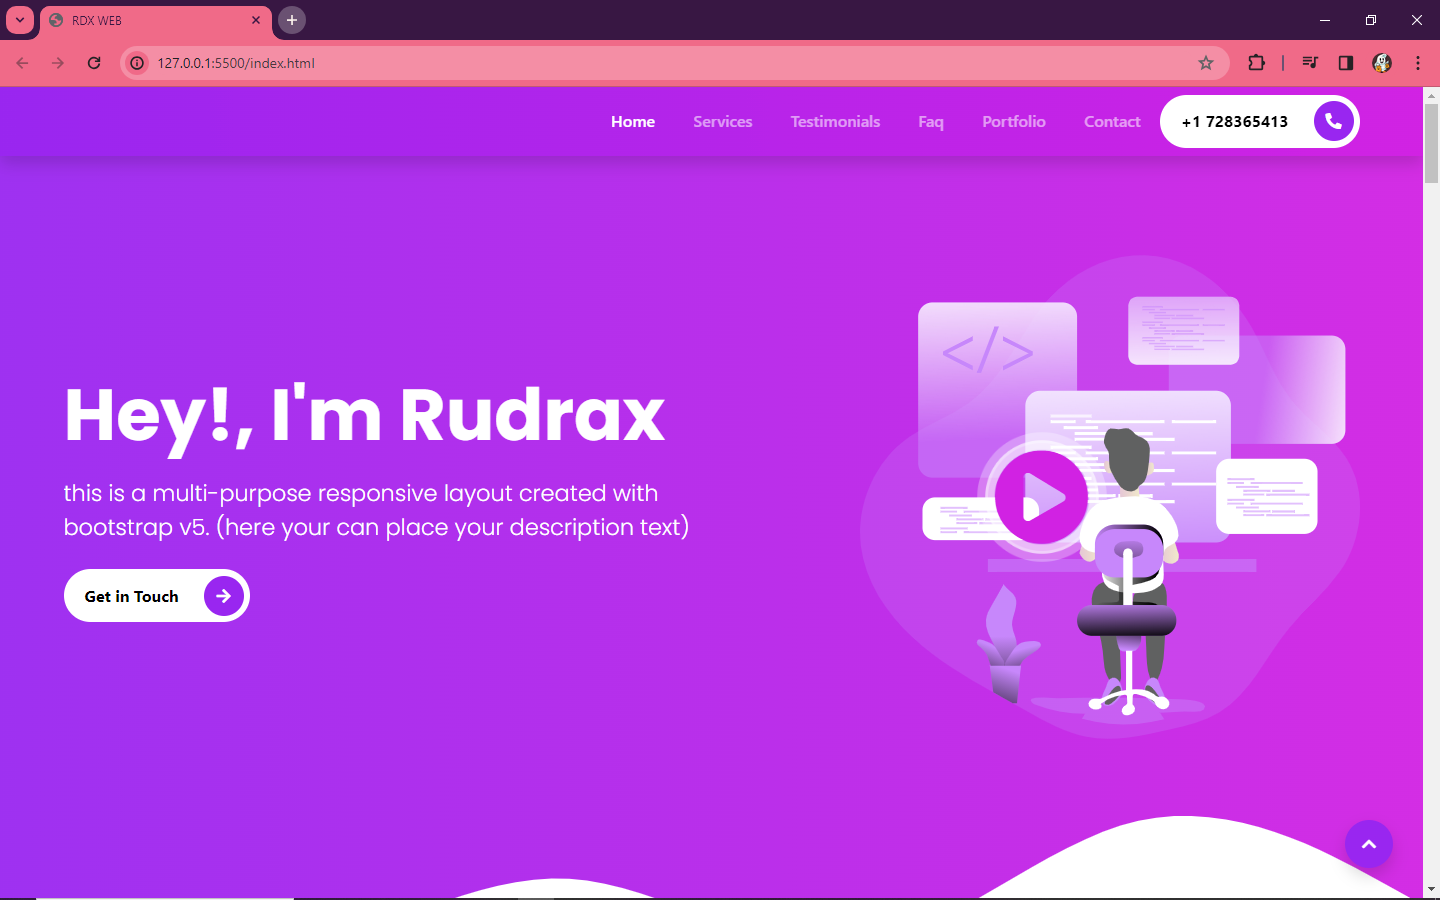 RDX WEB
127.0.0.1:5500/index.html
Home Services Testimonials Faq Portfolio Contact +1 728365413
Hey!, I'm Rudrax
this is a multi-purpose responsive layout created with
bootstrap v5. (here your can place your description text)
Get in Touch